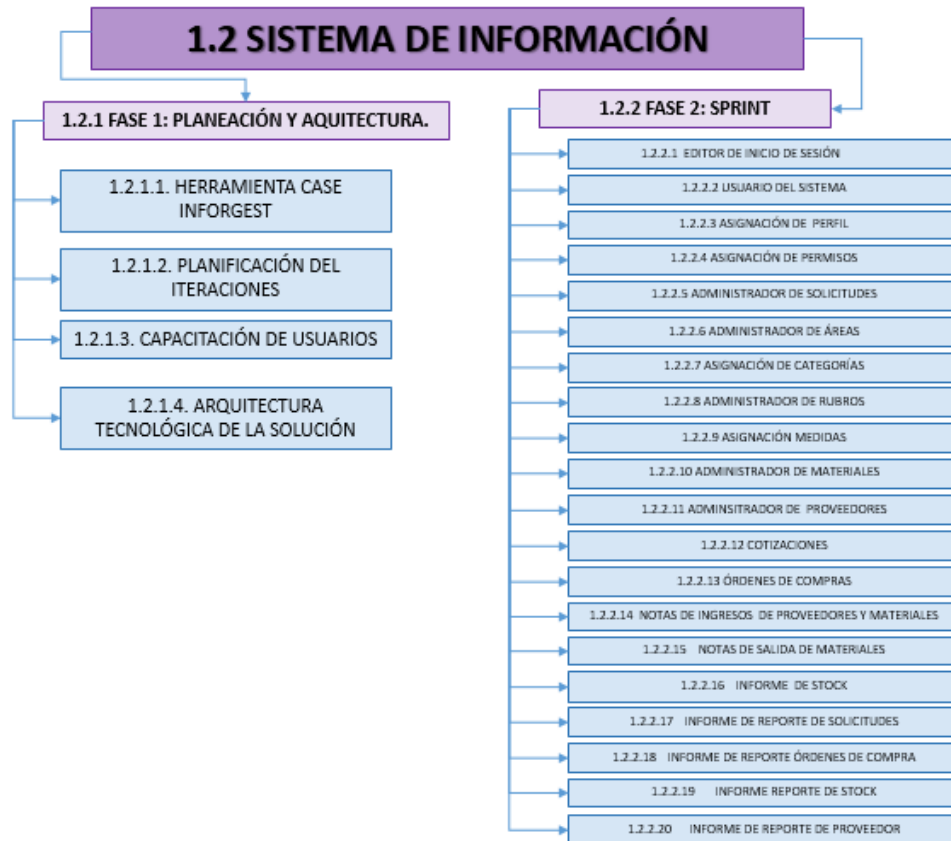 1.2 SISTEMA DE INFORMACIÓN
1.2.1 FASE 1: PLANEACIÓN Y AQUITECTURA.
1.2.1.1. HERRAMIENTA CASE
INFORGEST
1.2.1.2. PLANIFICACIÓN DEL
ITERACIONES
1.2.1.3. CAPACITACIÓN DE USUARIOS
1.2.1.4. ARQUITECTURA
TECNOLÓGICA DE LA SOLUCIÓN
1.2.2 FASE 2: SPRINT
1.2.2.1 EDITOR DE INICIO DE SESIÓN
1.2.2.2 USUARIO DEL SISTEMA
1.2.2.3 ASIGNACIÓN DE PERFIL
1.2.2.4 ASIGNACIÓN DE PERMISOS
1.2.2.5 ADMINISTRADOR DE SOLICITUDES
1.2.2.6 ADMINISTRADOR DE ÁREAS
1.2.2.7 ASIGNACIÓN DE CATEGORÍAS
1.2.2.8 ADMINISTRADOR DE RUBROS
1.2.2.9 ASIGNACIÓN MEDIDAS
1.2.2.10 ADMINISTRADOR DE MATERIALES
1.2.2.11 ADMINSITRADOR DE PROVEEDORES
1.2.2.12 COTIZACIONES
1.2.2.13 ÓRDENES DE COMPRAS
1.2.2.14 NOTAS DE INGRESOS DE PROVEEDORES Y MATERIALES
1.2.2.15 NOTAS DE SALIDA DE MATERIALES
1.2.2.16 INFORME DE STOCK
1.2.2.17 INFORME DE REPORTE DE SOLICITUDES
1.2.2.18 INFORME DE REPORTE ÓRDENES DE COMPRA
1.2.2.19 INFORME REPORTE DE STOCK
1.2.2.20 INFORME DE REPORTE DE PROVEEDOR